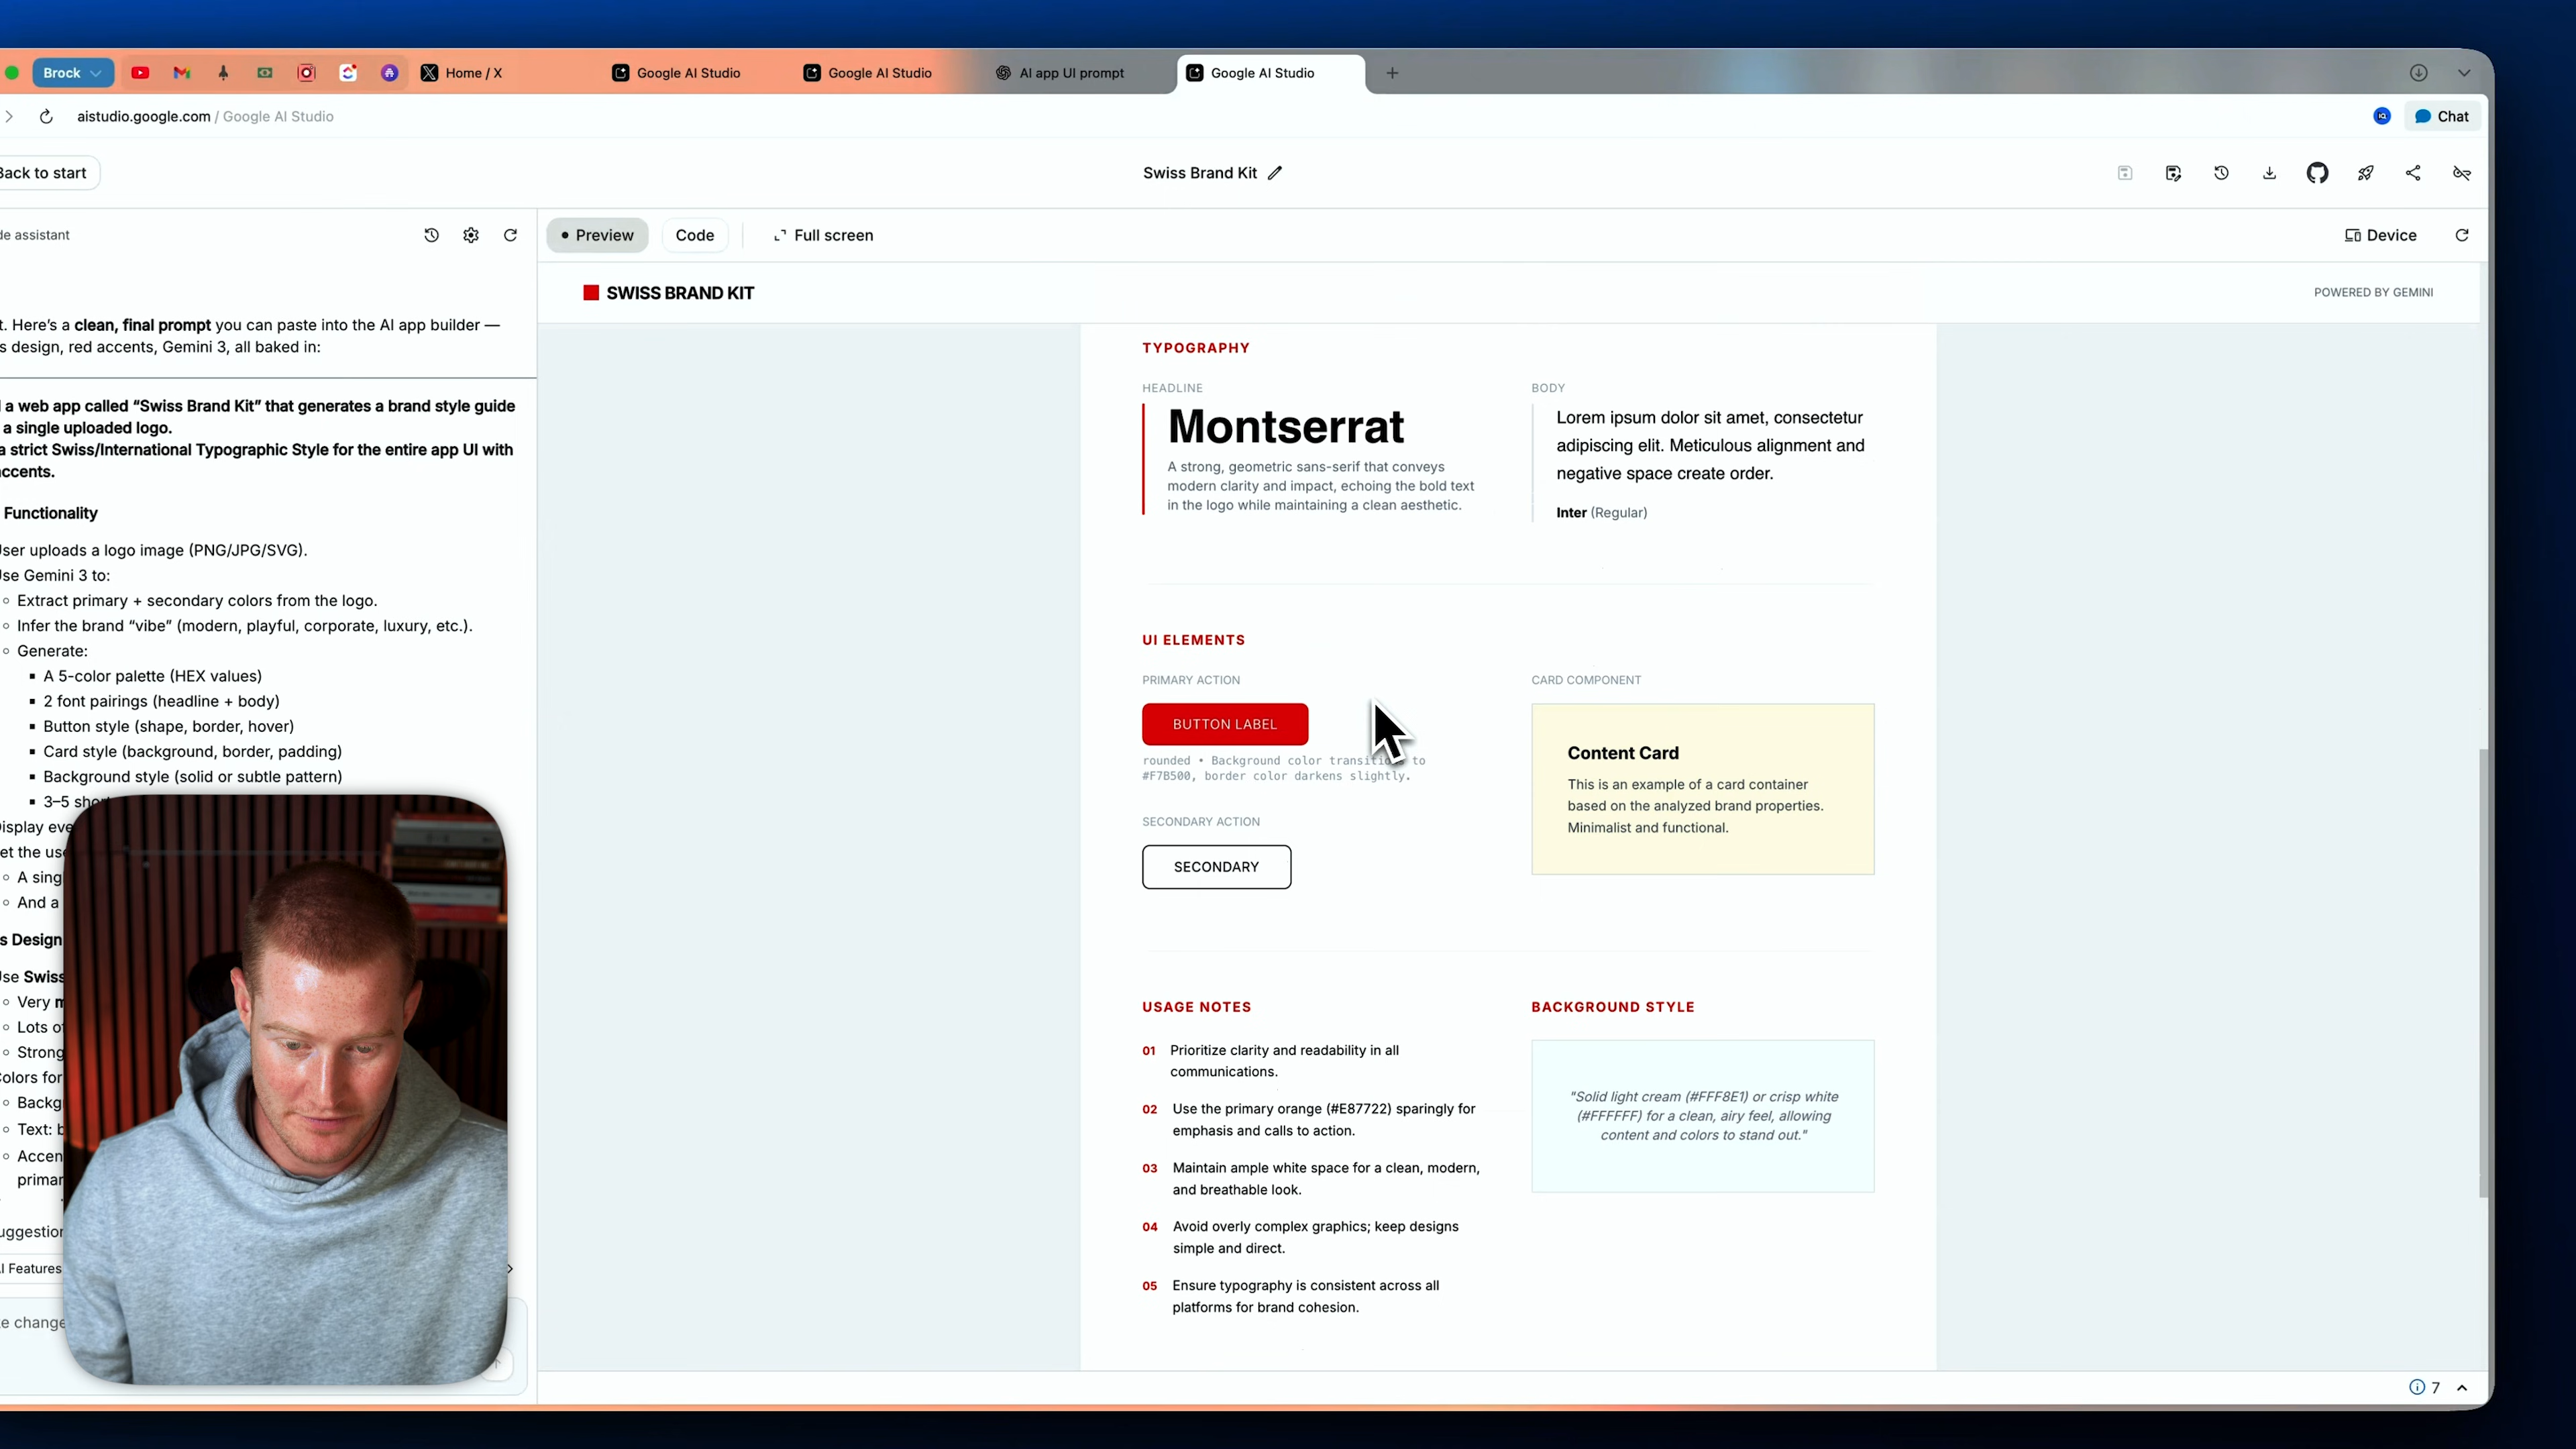 Brock
Home / X
Google AI Studio
Google AI Studio
AI app UI prompt
Google AI Studio
aistudio.google.com / Google AI Studio
Chat
Back to start
Swiss Brand Kit
de assistant
Preview
Code
Full screen
Device
t. Here's a clean, final prompt you can paste into the AI app builder —
s design, red accents, Gemini 3, all baked in:
a web app called “Swiss Brand Kit” that generates a brand style guide
a single uploaded logo.
a strict Swiss/International Typographic Style for the entire app UI with
accents.
Functionality
User uploads a logo image (PNG/JPG/SVG).
Use Gemini 3 to:
Extract primary + secondary colors from the logo.
Infer the brand “vibe” (modern, playful, corporate, luxury, etc.).
Generate:
A 5-color palette (HEX values)
2 font pairings (headline + body)
Button style (shape, border, hover)
Card style (background, border, padding)
Background style (solid or subtle pattern)
3–5
Display
et the
A
And a
s Design
Use Swiss
Very
Lots
Strong
Colors for
Text:
uggestion
I Features
SWISS BRAND KIT
POWERED BY GEMINI
TYPOGRAPHY
HEADLINE
Montserrat
A strong, geometric sans-serif that conveys
modern clarity and impact, echoing the bold text
in the logo while maintaining a clean aesthetic.
BODY
Lorem ipsum dolor sit amet, consectetur
adipiscing elit. Meticulous alignment and
negative space create order.
Inter (Regular)
UI ELEMENTS
PRIMARY ACTION
BUTTON LABEL
rounded • Background color transitions to
#F7B500, border color darkens slightly.
SECONDARY ACTION
SECONDARY
CARD COMPONENT
Content Card
This is an example of a card container
based on the analyzed brand properties.
Minimalist and functional.
USAGE NOTES
01 Prioritize clarity and readability in all
communications.
02 Use the primary orange (#E87722) sparingly for
emphasis and calls to action.
03 Maintain ample white space for a clean, modern,
and breathable look.
04 Avoid overly complex graphics; keep designs
simple and direct.
05 Ensure typography is consistent across all
platforms for brand cohesion.
BACKGROUND STYLE
"Solid light cream (#FFF8E1) or crisp white
(#FFFFFF) for a clean, airy feel, allowing
content and colors to stand out."
7